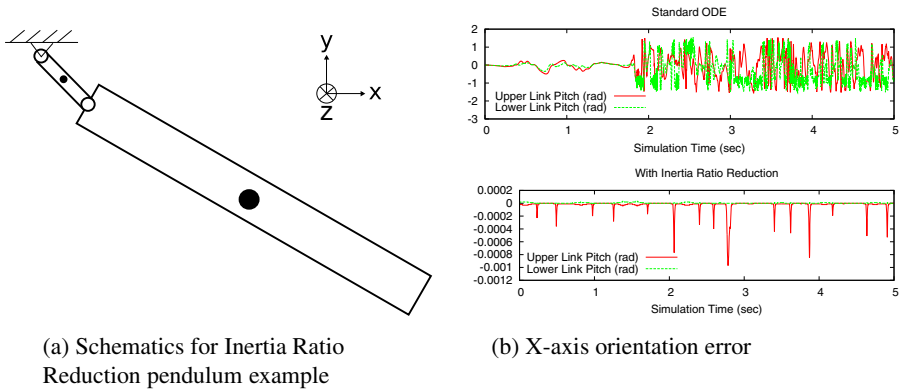 y
x
z
Standard ODE
2
1
0
-1
-2
-3
Upper Link Pitch (rad)
Lower Link Pitch (rad)
0 1 2 3 4 5
Simulation Time (sec)
With Inertia Ratio Reduction
0.0002
0
-0.0002
-0.0004
-0.0006
-0.0008
-0.001
-0.0012
Upper Link Pitch (rad)
Lower Link Pitch (rad)
0 1 2 3 4 5
Simulation Time (sec)
(a) Schematics for Inertia Ratio
Reduction pendulum example
(b) X-axis orientation error